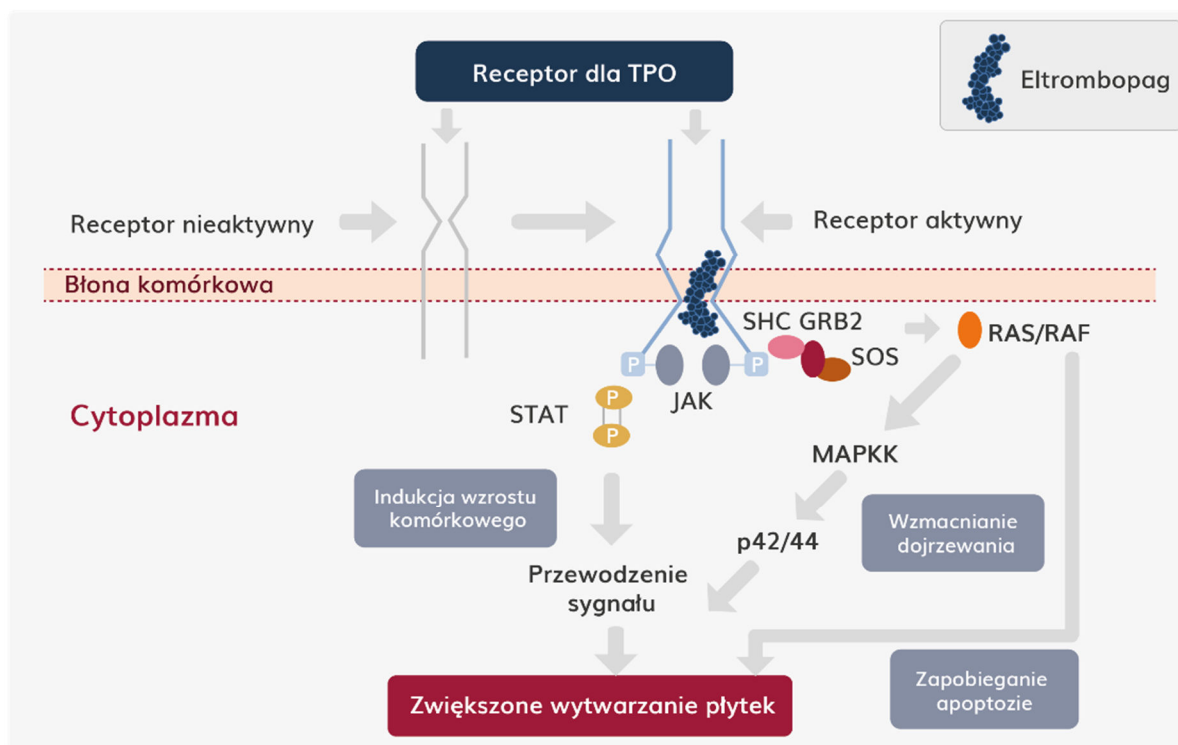 Receptor dla TPO
Eltrombopag
Receptor nieaktywny
Receptor aktywny
Błona komórkowa
SHC GRB2
RAS/RAF
SOS
P
P
JAK
Cytoplazma
STAT
P
P
MAPKK
Indukcja wzrostu
komórkowego
Wzmacnianie
dojrzewania
p42/44
Przewodzenie
sygnału
Zapobieganie
apoptozie
Zwiększone wytwarzanie płytek